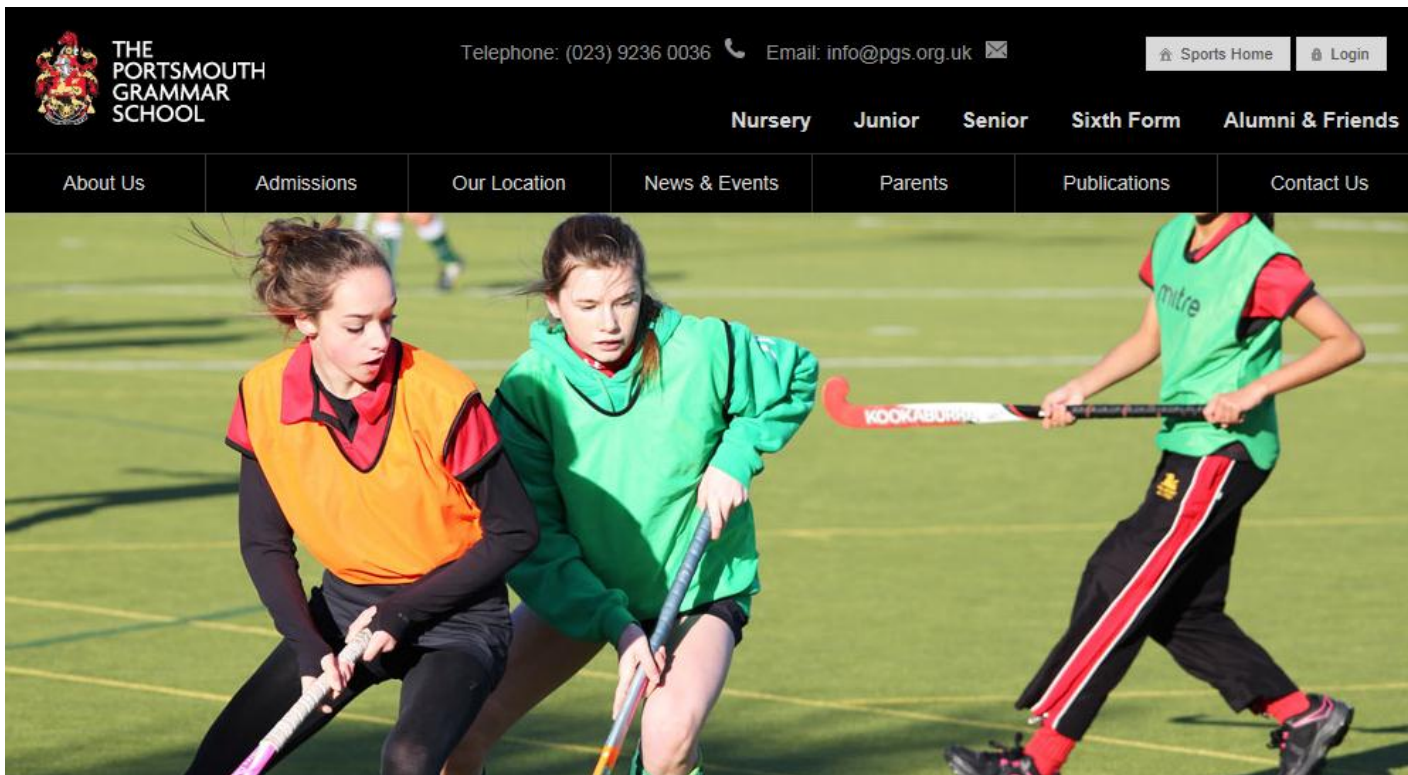 THE
PORTSMOUTH
GRAMMAR
SCHOOL
Telephone: (023) 9236 0036 Email: info@pgs.org.uk
Sports Home Login
Nursery Junior Senior Sixth Form Alumni & Friends
About Us Admissions Our Location News & Events Parents Publications Contact Us
mitre
KOOKABURRA